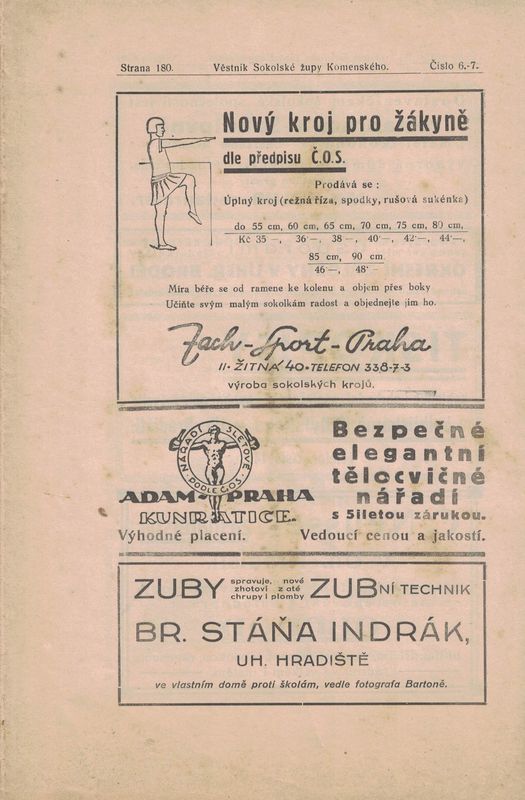 Strana 180. Věstník Sokolské župy Komenského. Číslo 6.-7.
Nový kroj pro žákyně
dle předpisu Č.O.S.
Prodává se :
Úplný kroj (režná říza, spodky, rušová sukénka)
do 55 cm, 60 cm, 65 cm, 70 cm, 75 cm, 80 cm,
Kč 35 —, 36·—, 38 —, 40·—, 42·—, 44·—,
85 cm, 90 cm
46·—, 48· –
Míra běře se od ramene ke kolenu a objem přes boky
Učiňte svým malým sokolkám radost a objednejte jim ho.
Jach-Sport-Praha
II· ŽITNÁ 40·TELEFON 338-7-3
výroba sokolských krojů.
NÁŘADÍ SLETOVÉ
PODLE Č.O.S.
ADAM-PRAHA
KUNRATICE.
Výhodné placení.
Bezpečné
elegantní
tělocvičné
nářadí
s 5iletou zárukou.
Vedoucí cenou a jakostí.
ZUBY spravuje, nové
zhotoví z až
chrupy i plomby ZUBNÍ TECHNIK
BR. STÁŇA INDRÁK,
UH. HRADIŠTĚ
ve vlastním domě proti školám, vedle fotografa Bartoně.